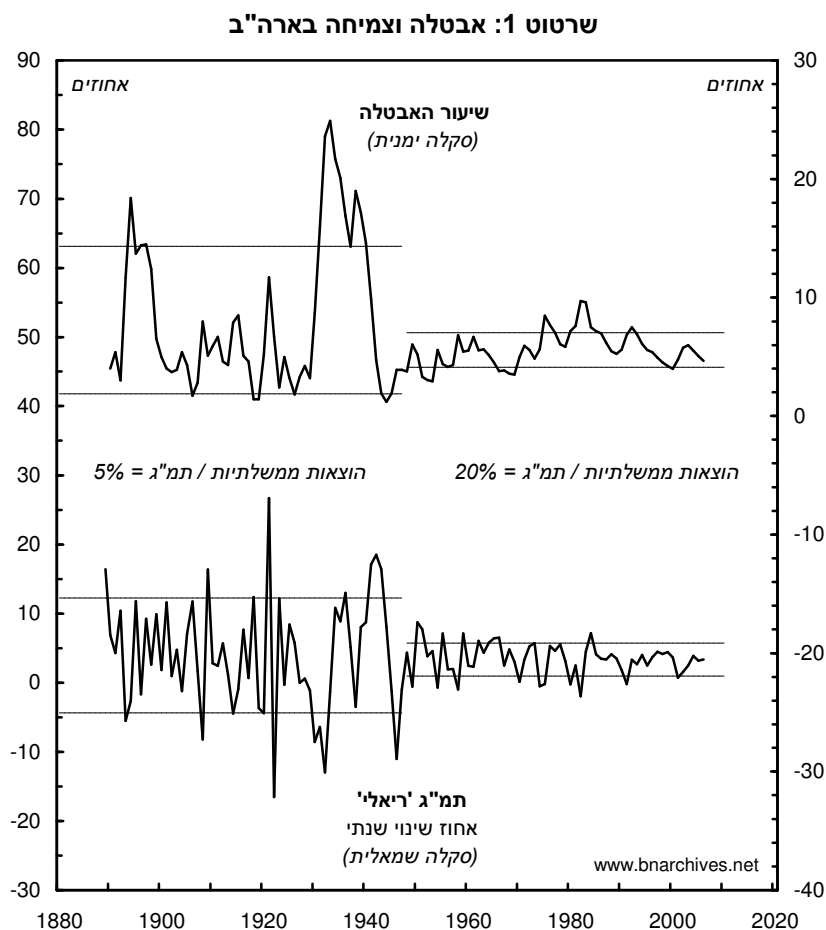 שרטוט 1: אבטלה וצמיחה בארה"ב
90
80
70
60
50
40
30
20
10
0
-10
-20
-30
30
20
10
0
-10
-20
-30
-40
אחוזים
אחוזים
שיעור האבטלה
(סקלה ימנית)
הוצאות ממשלתיות / תמ"ג = 5%
הוצאות ממשלתיות / תמ"ג = 20%
תמ"ג 'ריאלי'
אחוז שינוי שנתי
(סקלה שמאלית)
www.bnarchives.net
1880 1900 1920 1940 1960 1980 2000 2020